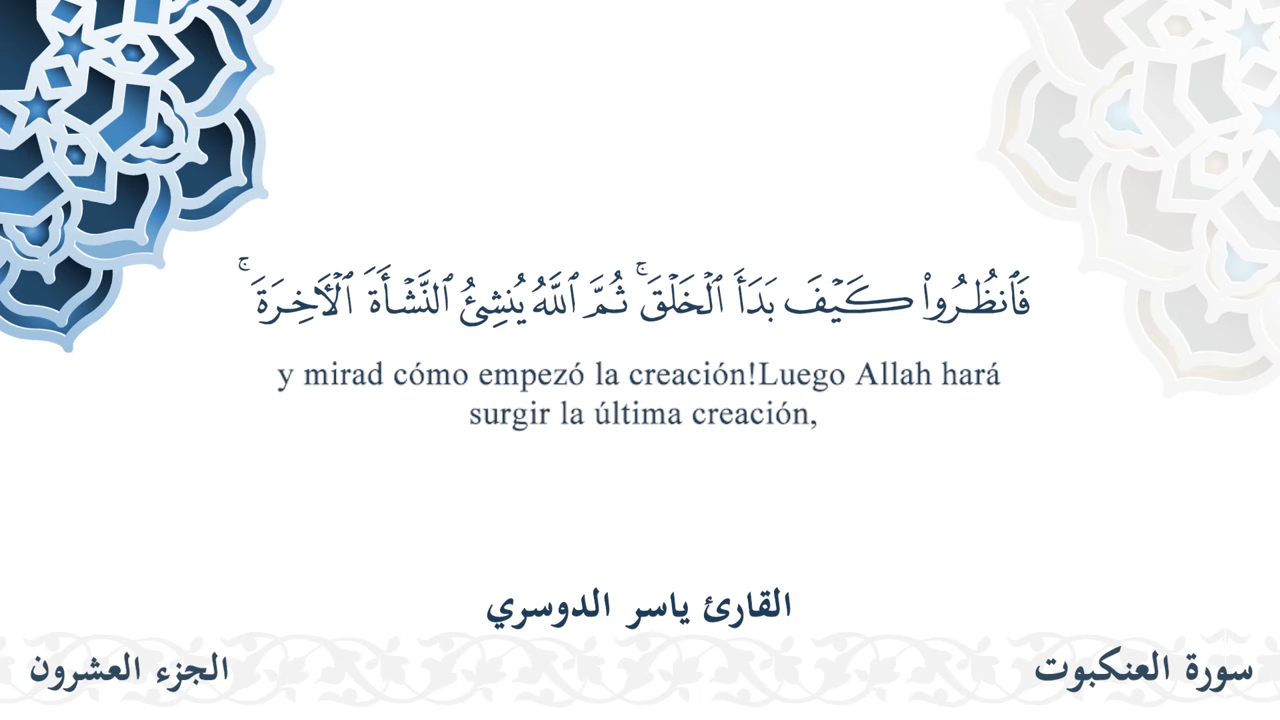 فَٱنظُرُوا۟ كَيْفَ بَدَأَ ٱلْخَلْقَ ۚ ثُمَّ ٱللَّهُ يُنشِئُ ٱلنَّشْأَةَ ٱلْـَٔاخِرَةَ ۚ
y mirad cómo empezó la creación!Luego Allah hará
surgir la última creación,
القارئ ياسر الدوسري
سورة العنكبوت
الجزء العشرون